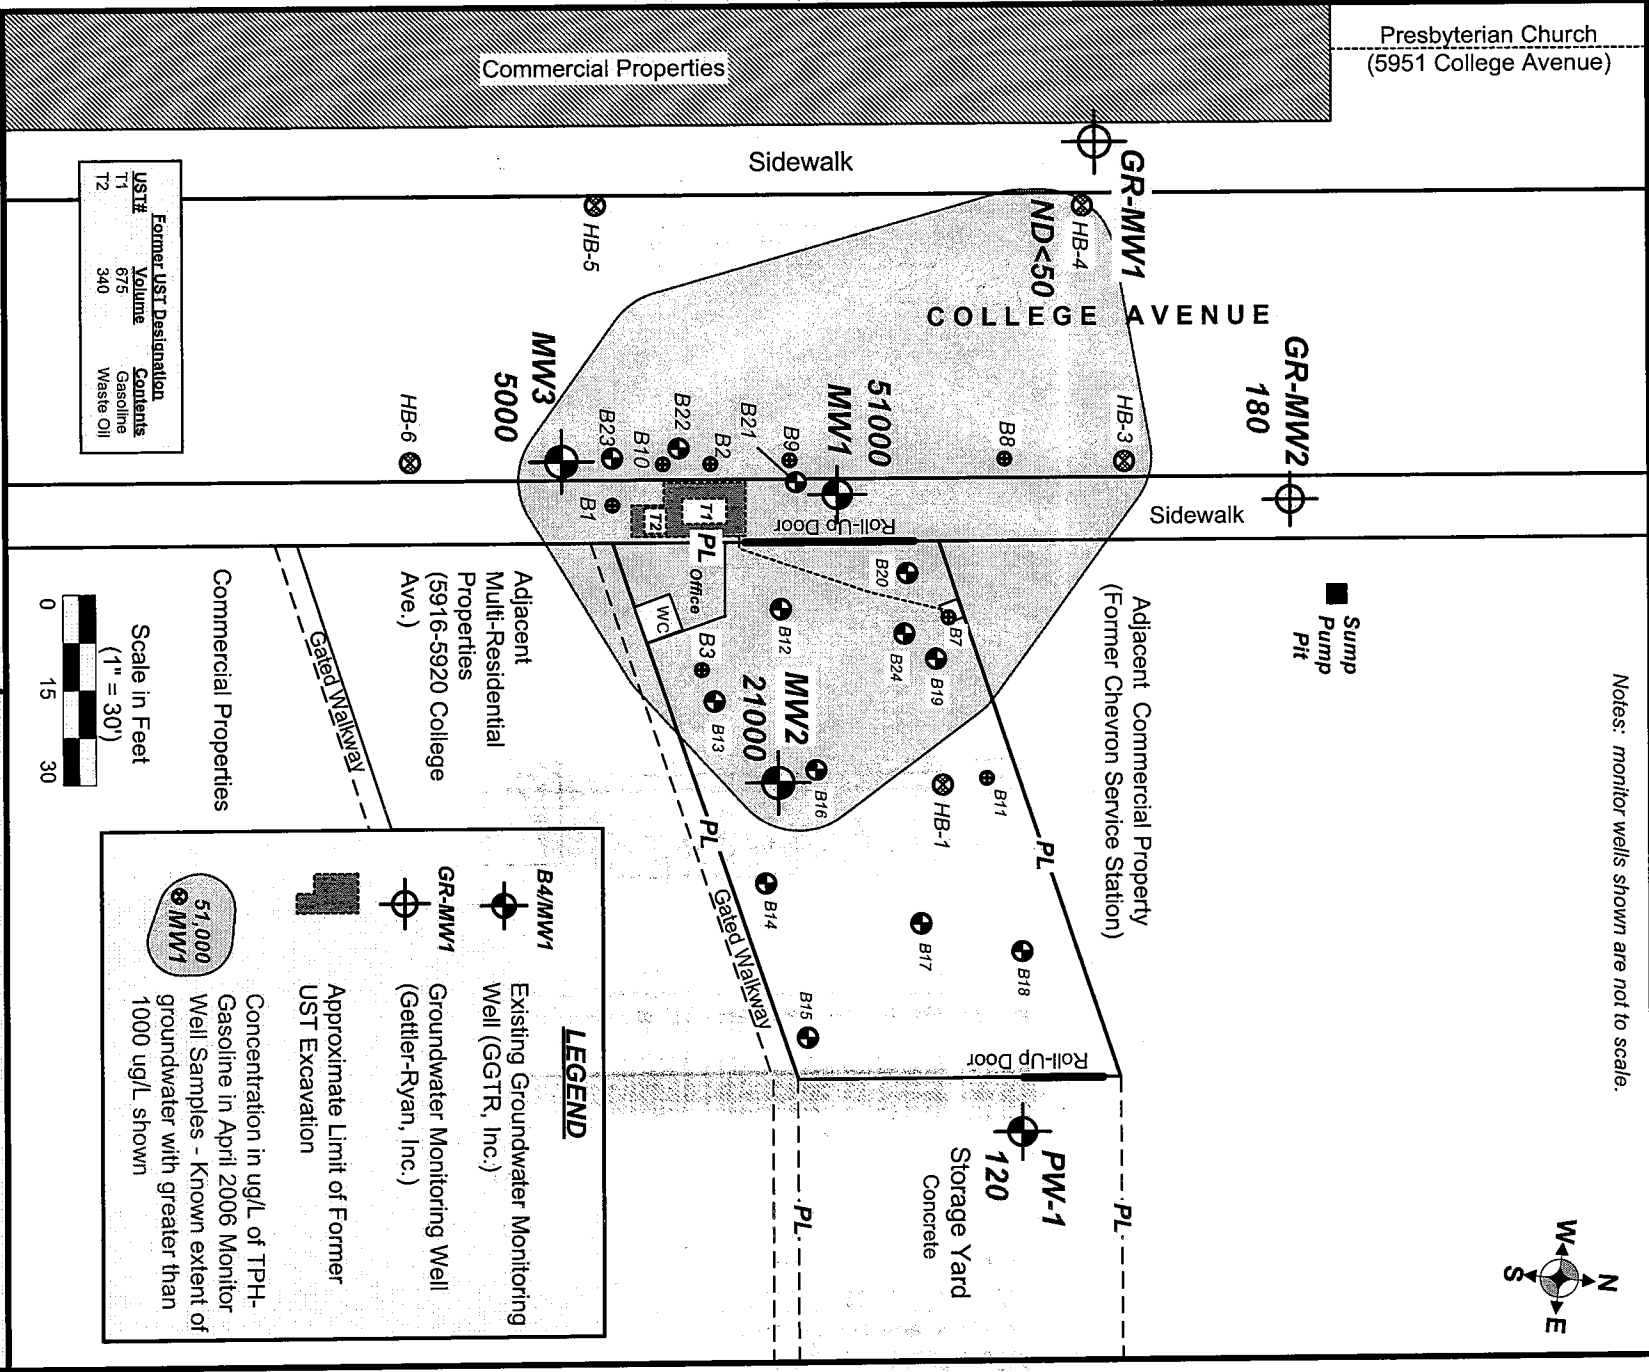 Presbyterian Church
(5951 College Avenue)
Commercial Properties
Sidewalk
GR-MW1
ND<50
HB-4
HB-5
COLLEGE AVENUE
GR-MW2
180
HB-3
B8
51000
MW1
B9
B21
B2
B22
B10
B23
MW3
5000
HB-6
Former UST Designation
UST# Volume Contents
T1 675 Gasoline
T2 340 Waste Oil
Sidewalk
Roll-Up Door
T1
T2
B1
PL
Office
WC
B20
B7
B24
B19
B12
B3
B13
MW2
21000
B16
HB-1
B11
PL
PL
B14
B17
B18
B15
Roll-Up Door
Gated Walkway
Gated Walkway
Adjacent Commercial Property
(Former Chevron Service Station)
Sump
Pump
Pit
Notes: monitor wells shown are not to scale.
Adjacent
Multi-Residential
Properties
(5916-5920 College
Ave.)
Commercial Properties
Scale in Feet
(1" = 30')
0 15 30
PW-1
120
Storage Yard
Concrete
PL
PL
N
W
E
S
LEGEND
B4/MW1
Existing Groundwater Monitoring
Well (GGTR, Inc.)
GR-MW1
Groundwater Monitoring Well
(Gettler-Ryan, Inc.)
Approximate Limit of Former
UST Excavation
51,000
MW1
Concentration in ug/L of TPH-
Gasoline in April 2006 Monitor
Well Samples - Known extent of
groundwater with greater than
1000 ug/L shown